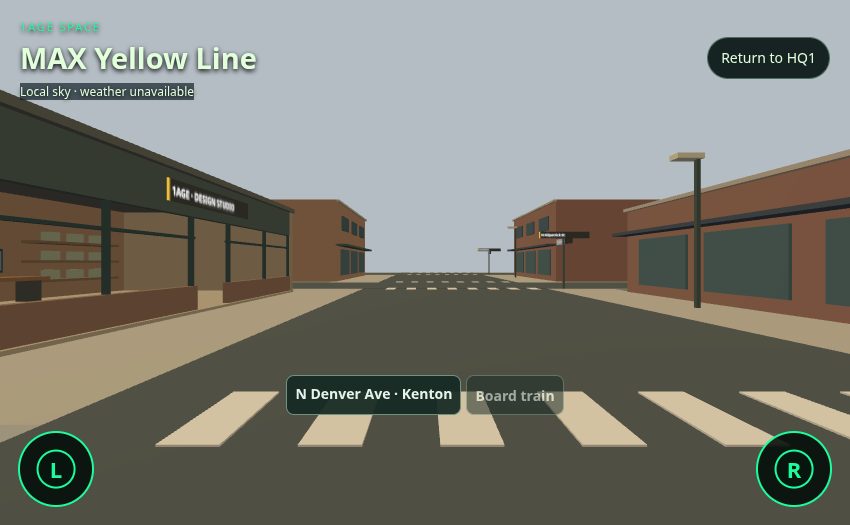 1AGE SPACE
MAX Yellow Line
Local sky · weather unavailable
Return to HQ1
1AGE · DESIGN STUDIO
N Denver Ave · Kenton
Board train
L
R